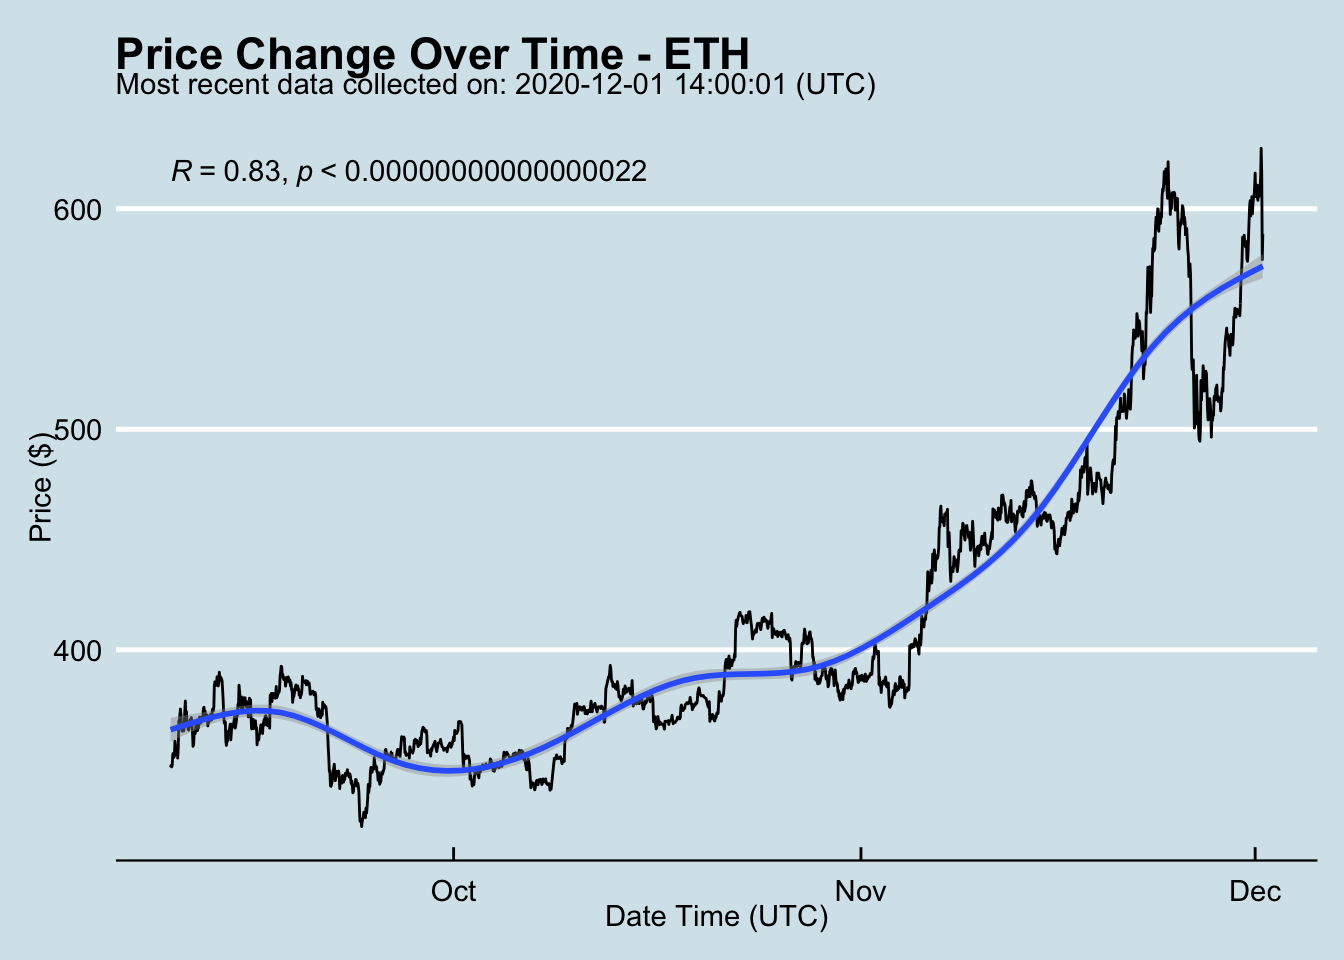 Price Change Over Time - ETH
Most recent data collected on: 2020-12-01 14:00:01 (UTC)
R = 0.83, p < 0.00000000000000022
600
500
400
Price ($)
Oct Nov Dec
Date Time (UTC)